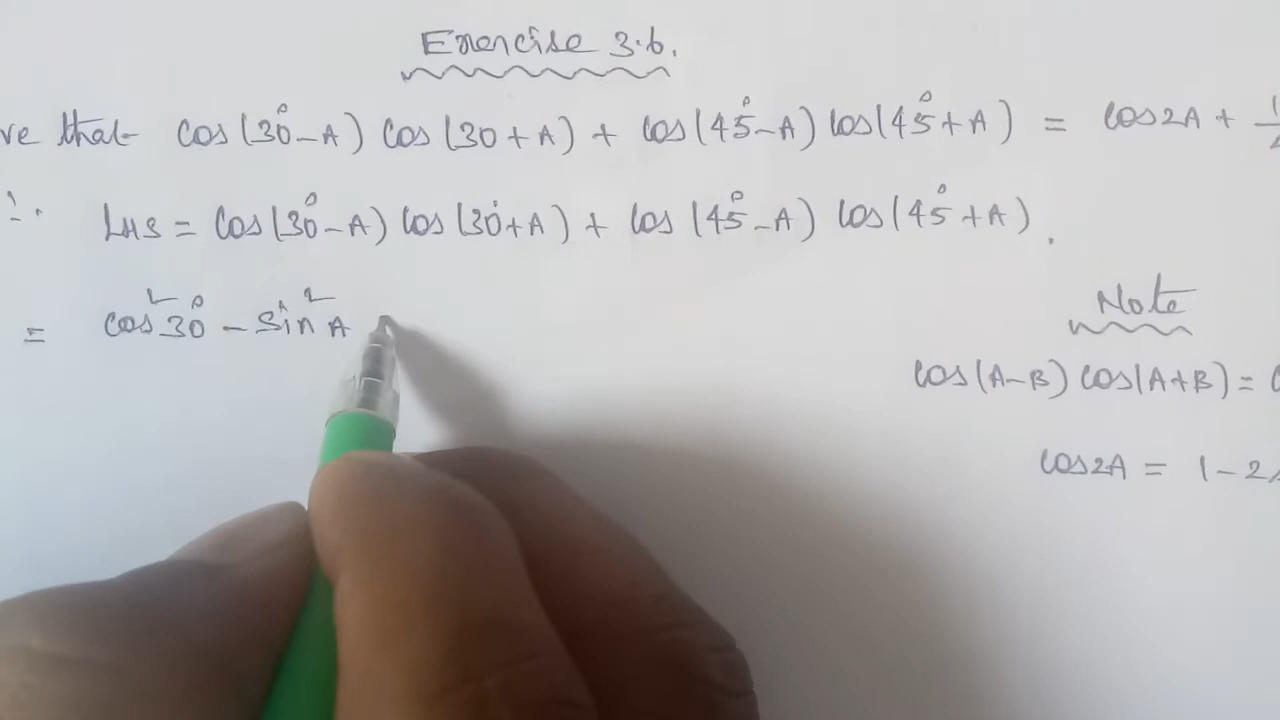 Exercise 3.6.
ve that cos(30°-A) cos(30+A) + cos(45°-A) cos(45°+A) = cos2A + 1
LHS = cos(30°-A) cos(30°+A) + cos(45°-A) cos(45°+A).
= cos²30° - sin²A
Note
cos(A-B) cos(A+B) =
cos2A = 1-2